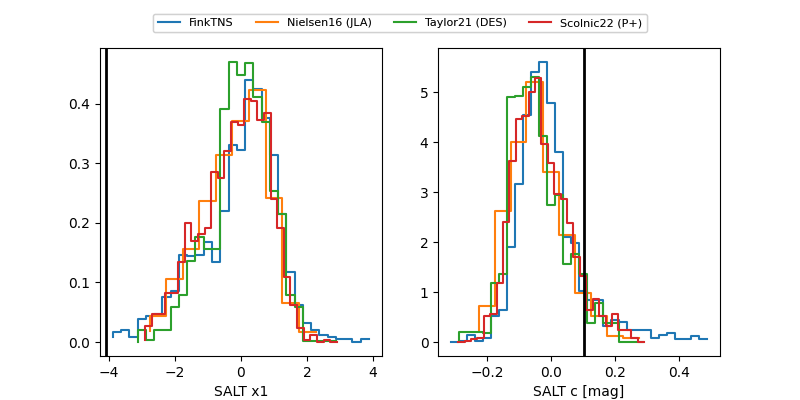 FinkTNS Nielsen16 (JLA) Taylor21 (DES) Scolnic22 (P+)
0.4
0.3
0.2
0.1
0.0
−4 −2 0 2 4
SALT x1
5
4
3
2
1
0
−0.2 0.0 0.2 0.4
SALT c [mag]